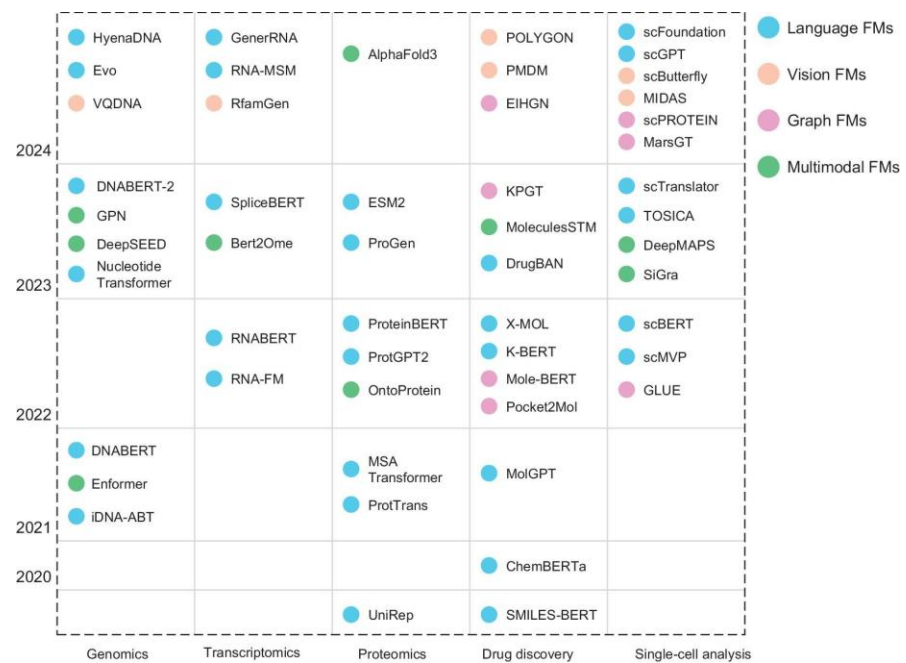 HyenaDNA
Evo
VQDNA
GenerRNA
RNA-MSM
RfamGen
AlphaFold3
POLYGON
PMDM
EIHGN
scFoundation
scGPT
scButterfly
MIDAS
scPROTEIN
MarsGT
Language FMs
Vision FMs
Graph FMs
Multimodal FMs
2024
DNABERT-2
GPN
DeepSEED
Nucleotide
Transformer
SpliceBERT
Bert2Ome
ESM2
ProGen
KPGT
MoleculesSTM
DrugBAN
scTranslator
TOSICA
DeepMAPS
SiGra
2023
RNABERT
RNA-FM
ProteinBERT
ProtGPT2
OntoProtein
X-MOL
K-BERT
Mole-BERT
Pocket2Mol
scBERT
scMVP
GLUE
2022
DNABERT
Enformer
iDNA-ABT
MSA
Transformer
ProtTrans
MolGPT
2021
ChemBERTa
2020
UniRep
SMILES-BERT
Genomics
Transcriptomics
Proteomics
Drug discovery
Single-cell analysis